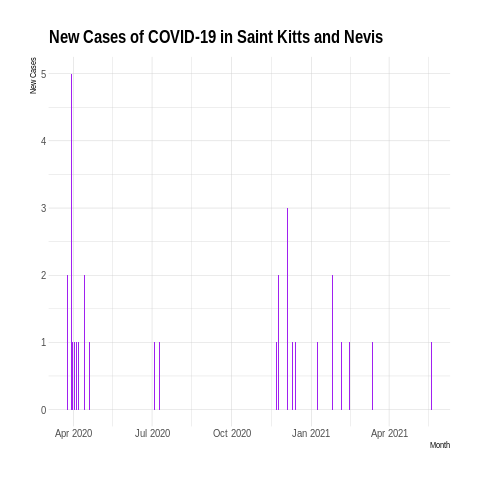 New Cases of COVID-19 in Saint Kitts and Nevis
New Cases
5
4
3
2
1
0
Apr 2020 Jul 2020 Oct 2020 Jan 2021 Apr 2021
Month